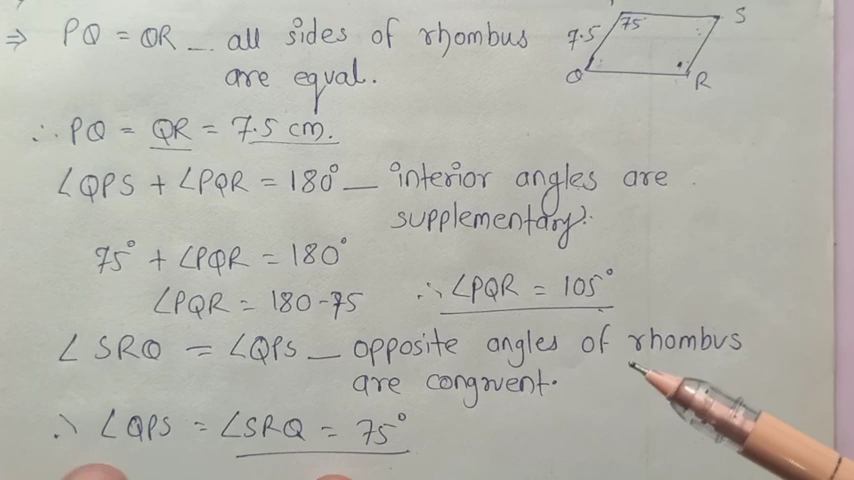 ⇒ PQ = QR — all sides of rhombus
are equal.
7.5
75°
S
Q
R
∴ PQ = QR = 7.5 cm.
∠QPS + ∠PQR = 180° — interior angles are
supplementary.
75° + ∠PQR = 180°
∠PQR = 180-75 ∴ ∠PQR = 105°
∠SRQ = ∠QPS — opposite angles of rhombus
are congruent.
∴ ∠QPS = ∠SRQ = 75°